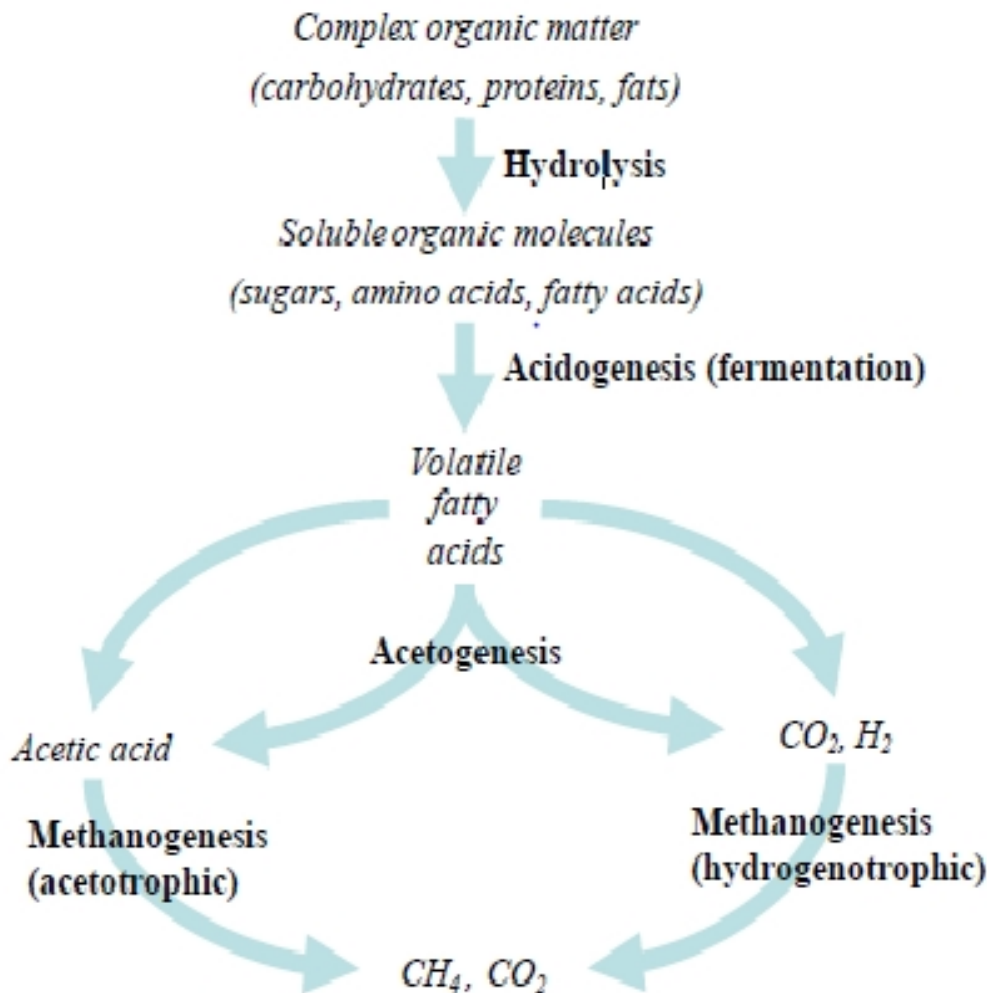 Complex organic matter
(carbohydrates, proteins, fats)
Hydrolysis
Soluble organic molecules
(sugars, amino acids, fatty acids)
Acidogenesis (fermentation)
Volatile
fatty
acids
Acetogenesis
Acetic acid
CO₂, H₂
Methanogenesis
(acetotrophic)
Methanogenesis
(hydrogenotrophic)
CH₄, CO₂